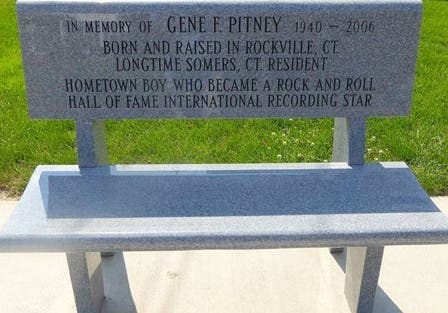 IN MEMORY OF GENE F. PITNEY 1940 – 2006
BORN AND RAISED IN ROCKVILLE, CT.
LONGTIME SOMERS, CT. RESIDENT
HOMETOWN BOY WHO BECAME A ROCK AND ROLL
HALL OF FAME INTERNATIONAL RECORDING STAR